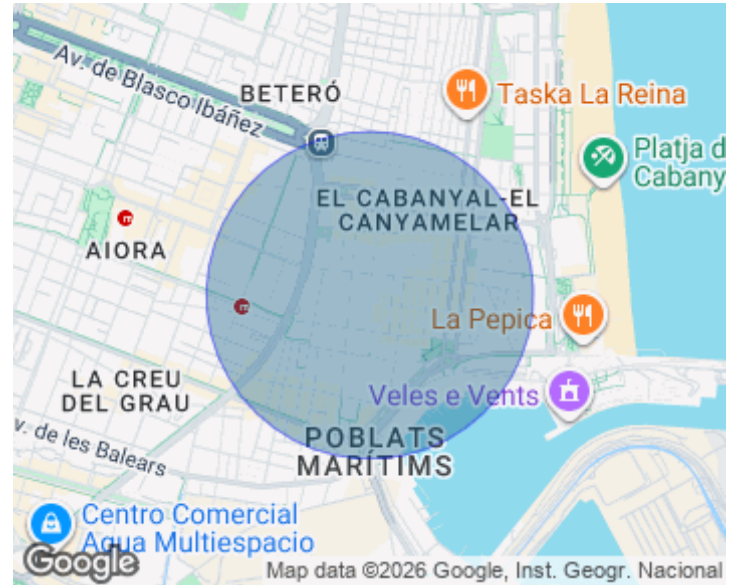 Av. de Blasco Ibáñez
BETERÓ
Taska La Reina
Platja d
Cabany
EL CABANYAL-EL
CANYAMELAR
AIORA
La Pepica
LA CREU
DEL GRAU
Veles e Vents
v. de les Balears
POBLATS
MARÍTIMS
Centro Comercial
Aqua Multiespacio
Google
Map data ©2026 Google, Inst. Geogr. Nacional